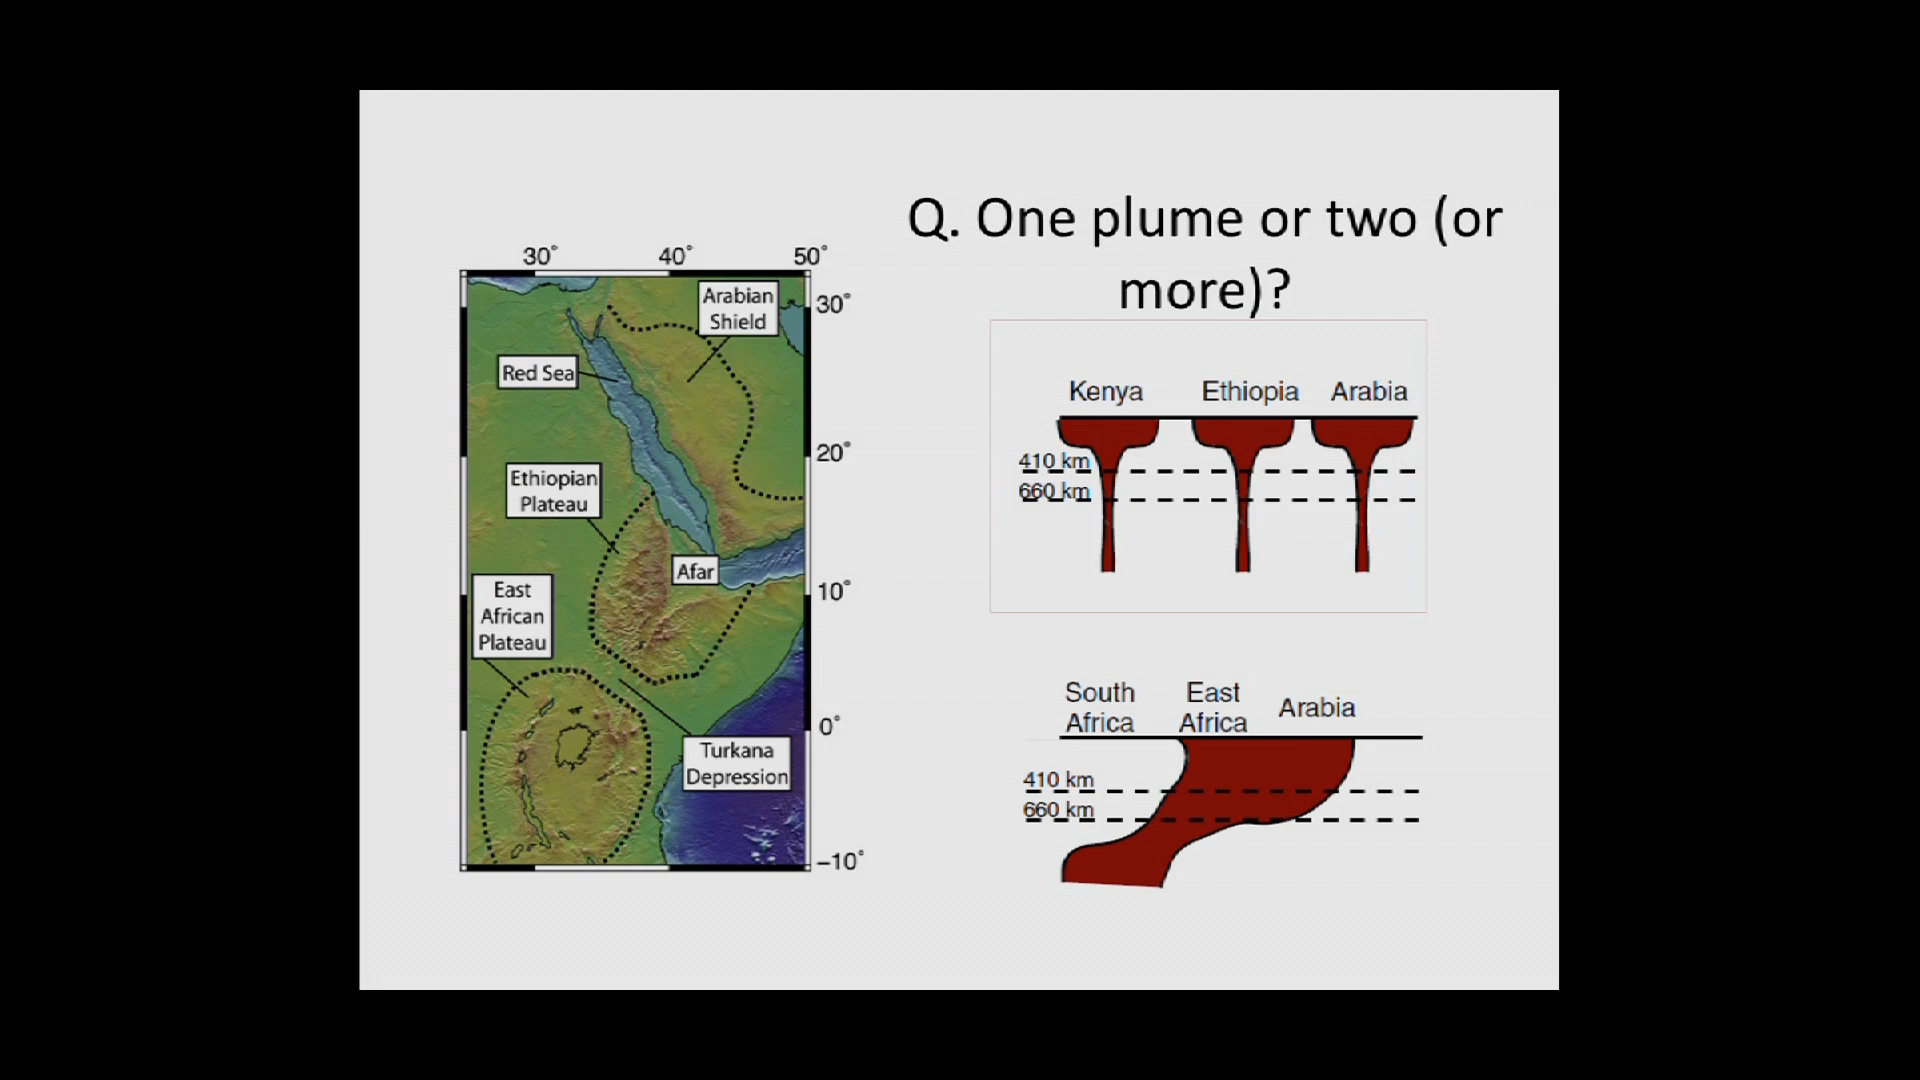 Q. One plume or two (or
more)?
30°
40°
50°
Arabian
Shield
30°
Red Sea
20°
Ethiopian
Plateau
Afar
10°
East
African
Plateau
0°
Turkana
Depression
−10°
Kenya
Ethiopia
Arabia
410 km
660 km
South
Africa
East
Africa
Arabia
410 km
660 km